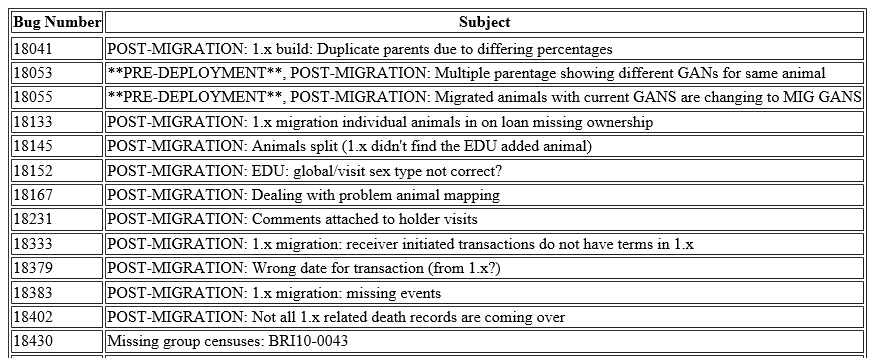 Bug Number Subject
18041 POST-MIGRATION: 1.x build: Duplicate parents due to differing percentages
18053 **PRE-DEPLOYMENT**, POST-MIGRATION: Multiple parentage showing different GANs for same animal
18055 **PRE-DEPLOYMENT**, POST-MIGRATION: Migrated animals with current GANS are changing to MIG GANS
18133 POST-MIGRATION: 1.x migration individual animals in on loan missing ownership
18145 POST-MIGRATION: Animals split (1.x didn't find the EDU added animal)
18152 POST-MIGRATION: EDU: global/visit sex type not correct?
18167 POST-MIGRATION: Dealing with problem animal mapping
18231 POST-MIGRATION: Comments attached to holder visits
18333 POST-MIGRATION: 1.x migration: receiver initiated transactions do not have terms in 1.x
18379 POST-MIGRATION: Wrong date for transaction (from 1.x?)
18383 POST-MIGRATION: 1.x migration: missing events
18402 POST-MIGRATION: Not all 1.x related death records are coming over
18430 Missing group censuses: BRI10-0043